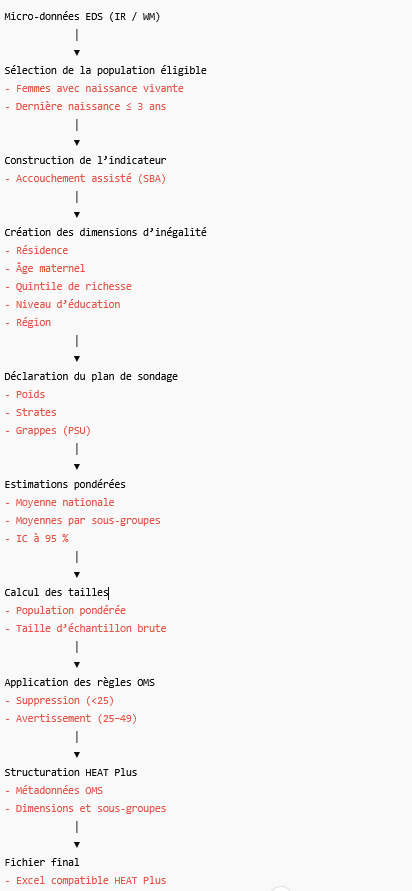 Micro-données EDS (IR / WM)
│
▼
Sélection de la population éligible
- Femmes avec naissance vivante
- Dernière naissance ≤ 3 ans
│
▼
Construction de l’indicateur
- Accouchement assisté (SBA)
│
▼
Création des dimensions d’inégalité
- Résidence
- Âge maternel
- Quintile de richesse
- Niveau d’éducation
- Région
│
▼
Déclaration du plan de sondage
- Poids
- Strates
- Grappes (PSU)
│
▼
Estimations pondérées
- Moyenne nationale
- Moyennes par sous-groupes
- IC à 95 %
│
▼
Calcul des tailles
- Population pondérée
- Taille d’échantillon brute
│
▼
Application des règles OMS
- Suppression (<25)
- Avertissement (25–49)
│
▼
Structuration HEAT Plus
- Métadonnées OMS
- Dimensions et sous-groupes
│
▼
Fichier final
- Excel compatible HEAT Plus